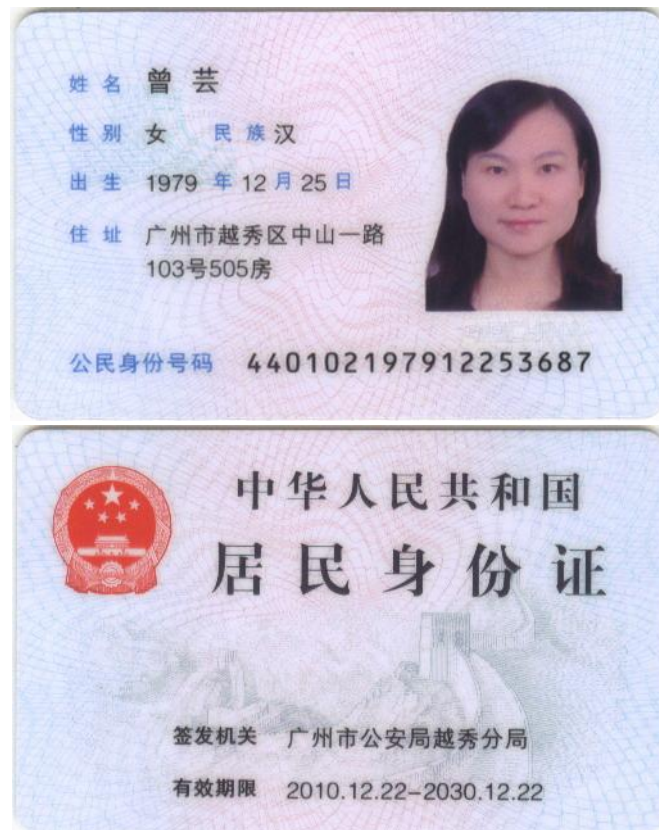 姓名 曾芸
性别 女 民族 汉
出生 1979 年 12 月 25 日
住址 广州市越秀区中山一路
103号505房
公民身份号码 440102197912253687
中华人民共和国
居民身份证
签发机关 广州市公安局越秀分局
有效期限 2010.12.22-2030.12.22